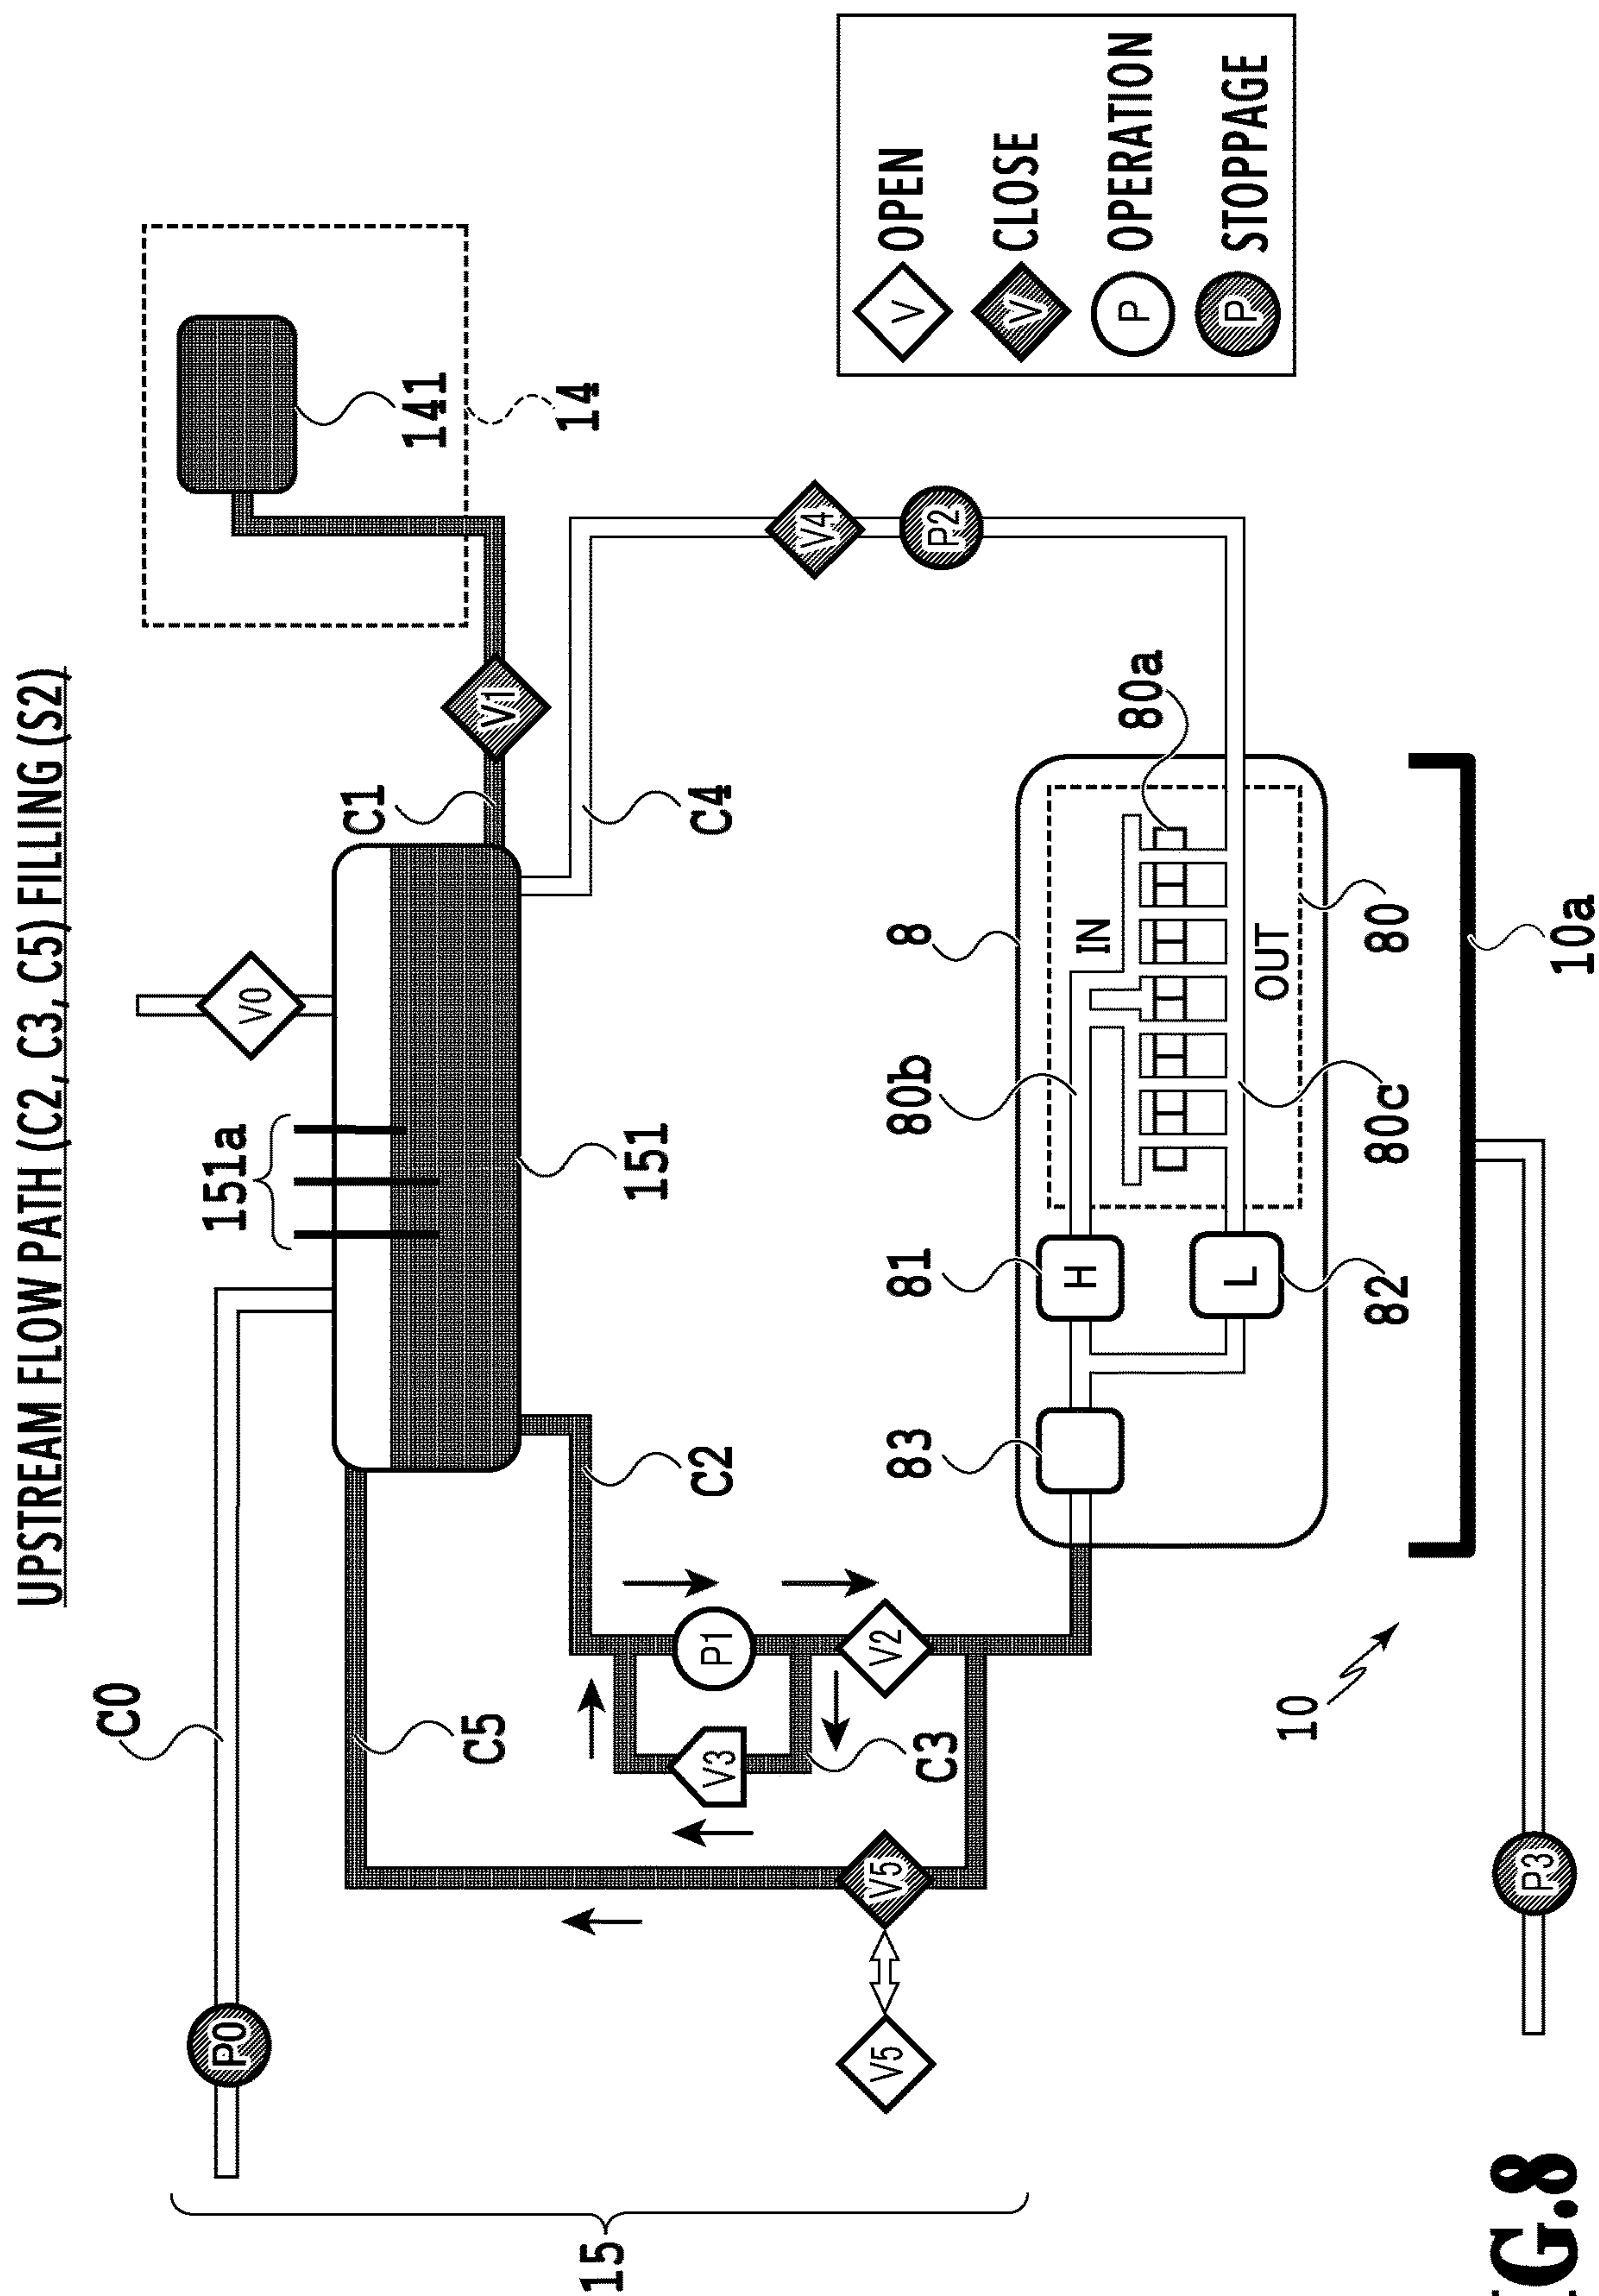 UPSTREAM FLOW PATH (C2, C3, C5) FILLING (S2)
C0
P0
151a
V0
C1
141
C5
V1
14
15
151
C2
C4
P1
V3
V4
V5
V5
V2
83
81
80b
8
V OPEN
C3
P2
V CLOSE
H
IN
80a
P OPERATION
L
P STOPPAGE
OUT
10
82
80c
80
P3
10a
G.8